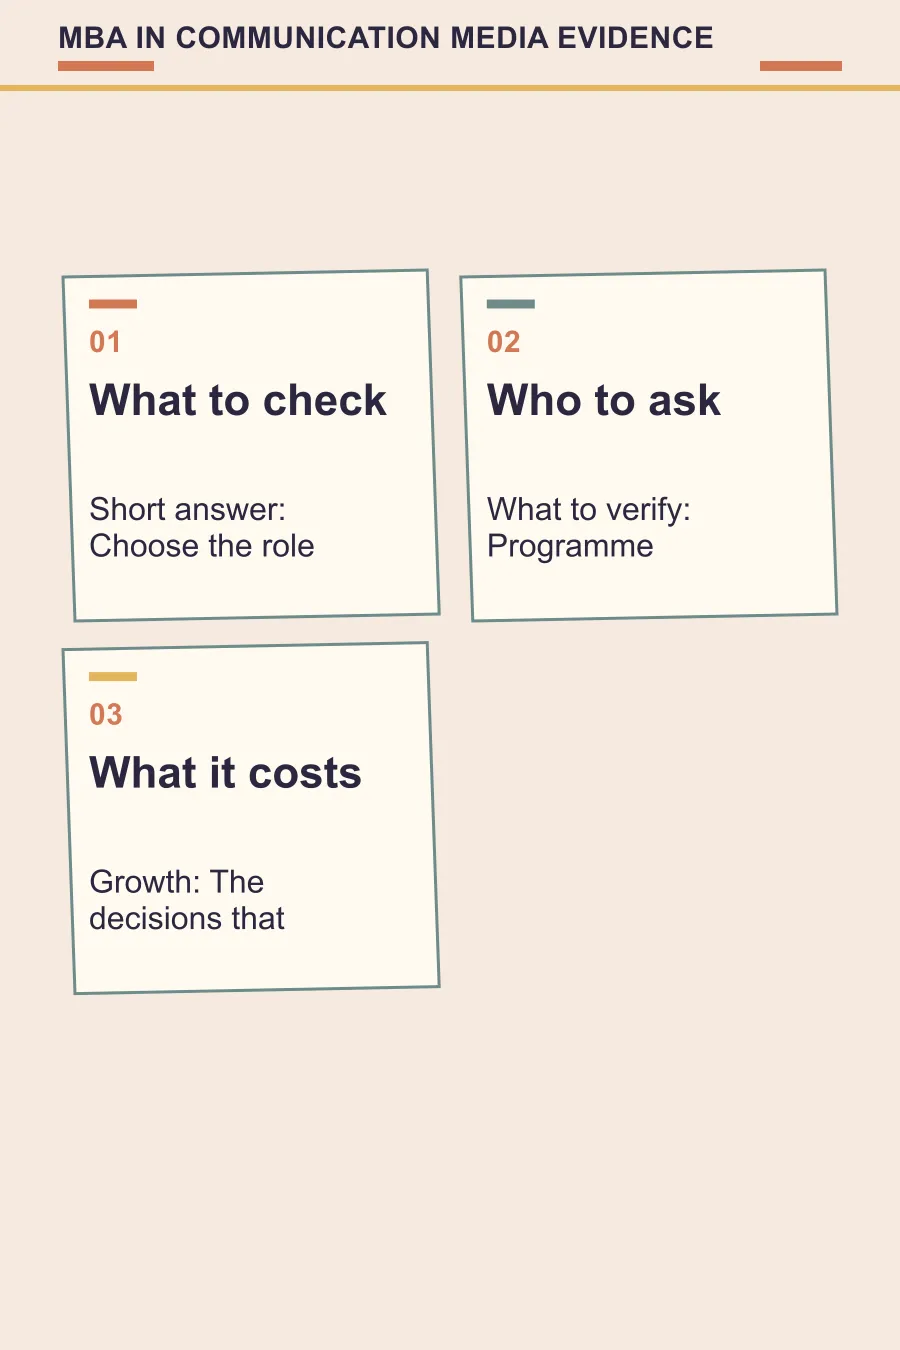 MBA IN COMMUNICATION MEDIA EVIDENCE
01
What to check
Short answer:
Choose the role
02
Who to ask
What to verify:
Programme
03
What it costs
Growth: The
decisions that